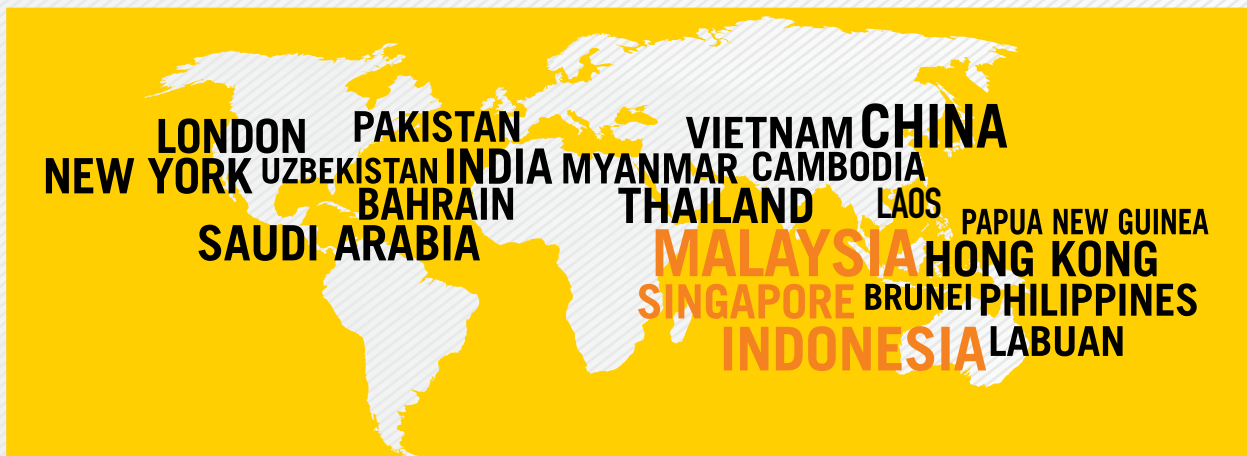 LONDON PAKISTAN VIETNAM CHINA
NEW YORK UZBEKISTAN INDIA MYANMAR CAMBODIA
BAHRAIN THAILAND LAOS
PAPUA NEW GUINEA
SAUDI ARABIA MALAYSIA HONG KONG
SINGAPORE BRUNEI PHILIPPINES
INDONESIA LABUAN